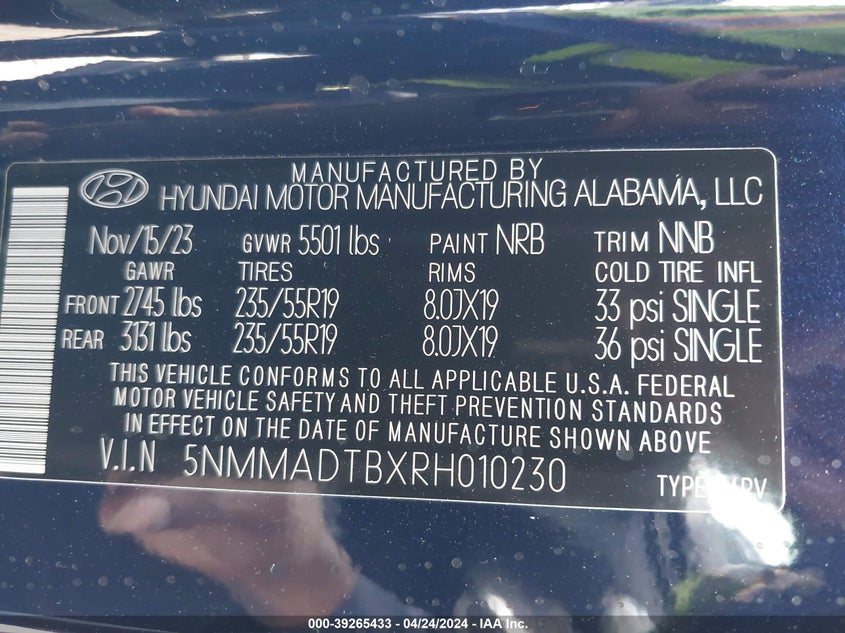 MANUFACTURED BY
HYUNDAI MOTOR MANUFACTURING ALABAMA, LLC
Nov/15/23 GVWR 5501 lbs PAINT NRB TRIM NNB
GAWR TIRES RIMS COLD TIRE INFL
FRONT 2745 lbs 235/55R19 8.0JX19 33 psi SINGLE
REAR 3131 lbs 235/55R19 8.0JX19 36 psi SINGLE
THIS VEHICLE CONFORMS TO ALL APPLICABLE U.S.A. FEDERAL
MOTOR VEHICLE SAFETY AND THEFT PREVENTION STANDARDS
IN EFFECT ON THE DATE OF MANUFACTURE SHOWN ABOVE
V.I.N 5NMMADTBXRH010230
TYPE
000-39265433 - 04/24/2024 - IAA Inc.